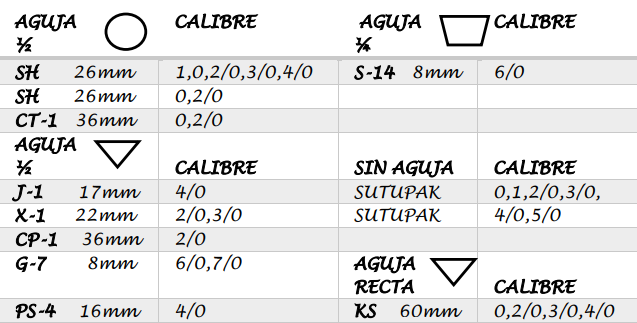 AGUJA CALIBRE AGUJA CALIBRE
½ ¼
SH 26mm 1,0,2/0,3/0,4/0 S-14 8mm 6/0
SH 26mm 0,2/0
CT-1 36mm 0,2/0
AGUJA
½ CALIBRE SIN AGUJA CALIBRE
J-1 17mm 4/0 SUTUPAK 0,1,2/0,3/0,
X-1 22mm 2/0,3/0 SUTUPAK 4/0,5/0
CP-1 36mm 2/0
G-7 8mm 6/0,7/0 AGUJA
RECTA CALIBRE
PS-4 16mm 4/0 KS 60mm 0,2/0,3/0,4/0